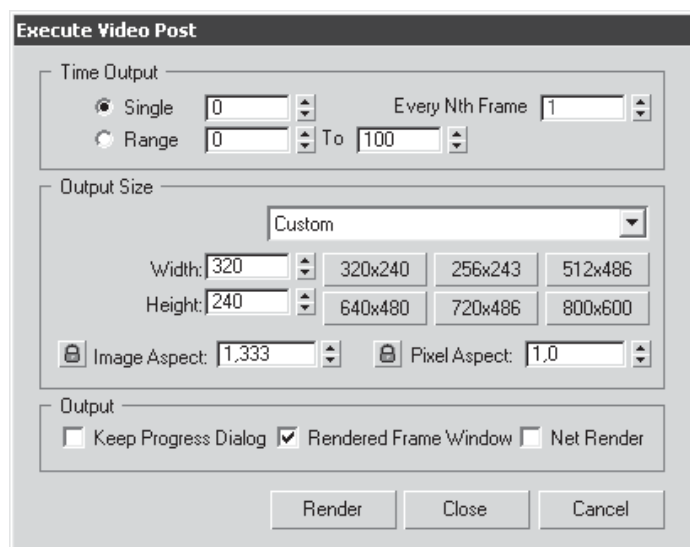 Execute Video Post
Time Output
Single 0 Every Nth Frame 1
Range 0 To 100
Output Size
Custom
Width: 320 320x240 256x243 512x486
Height: 240 640x480 720x486 800x600
Image Aspect: 1,333 Pixel Aspect: 1,0
Output
Keep Progress Dialog Rendered Frame Window Net Render
Render Close Cancel